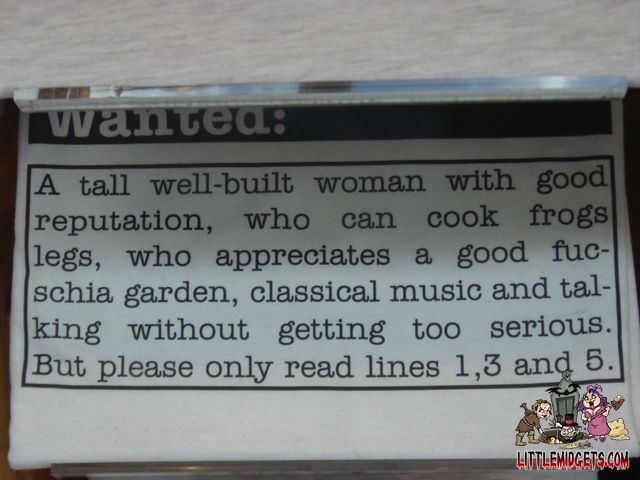 Wanted:
A tall well-built woman with good
reputation, who can cook frogs
legs, who appreciates a good fuc-
schia garden, classical music and tal-
king without getting too serious.
But please only read lines 1,3 and 5.
LITTLEMIDGETS.COM